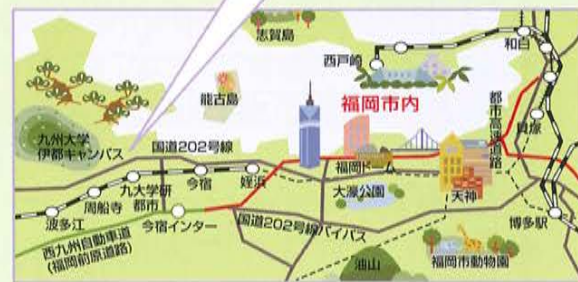 志賀島
和白
西戸崎
能古島
福岡市内
都市高速道路
貝塚
九州大学
伊都キャンパス
国道202号線
福岡ドーム
今宿
姪浜
九大学研
都市
大濠公園
天神
周船寺
波多江
今宿インター
国道202号線バイパス
博多駅
西九州自動車道
(福岡前原道路)
油山
福岡市動物園